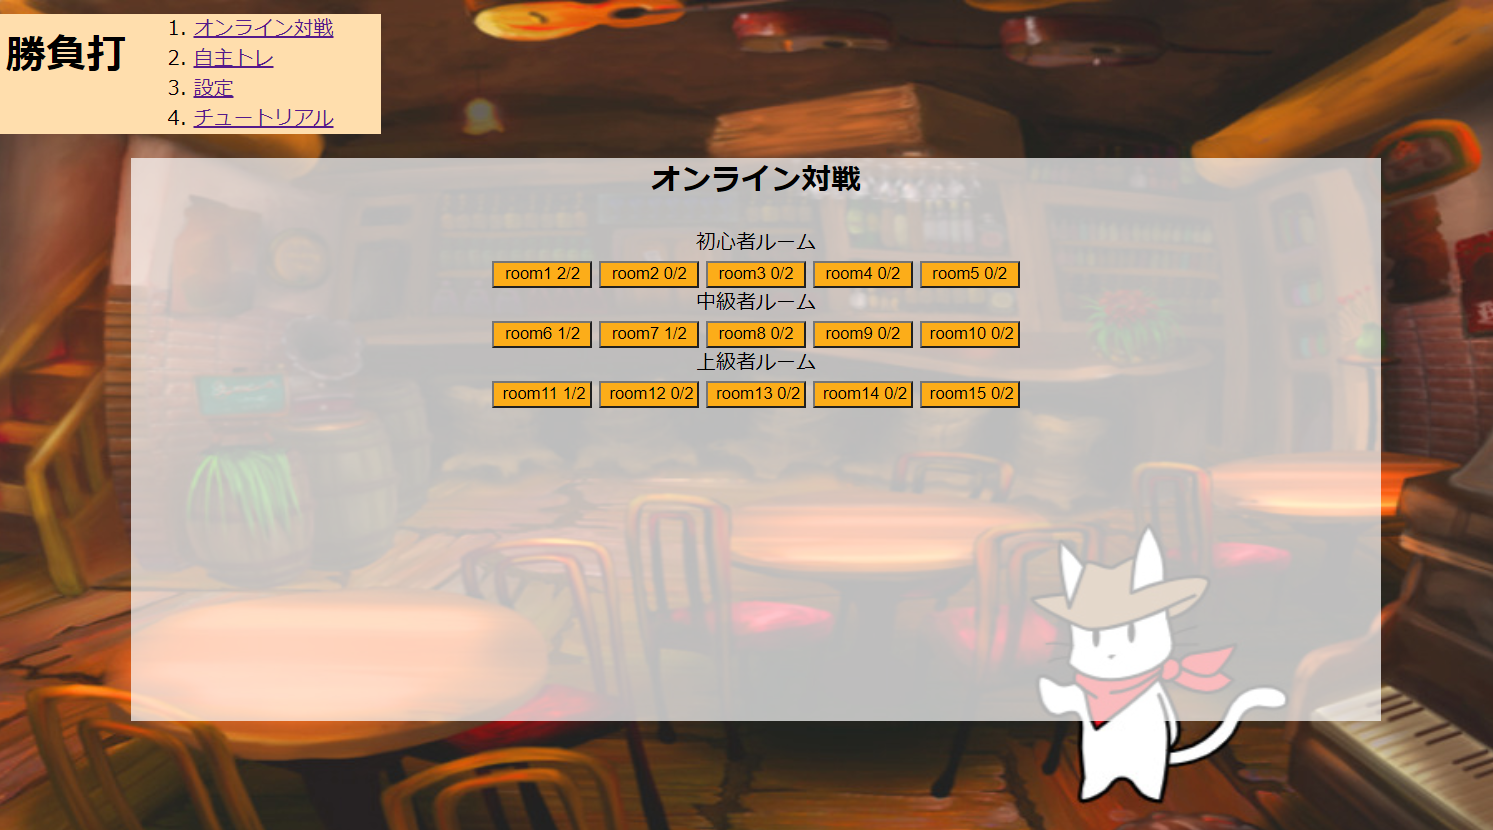 勝負打
1. オンライン対戦
2. 自主トレ
3. 設定
4. チュートリアル
オンライン対戦
初心者ルーム
room1 2/2 room2 0/2 room3 0/2 room4 0/2 room5 0/2
中級者ルーム
room6 1/2 room7 1/2 room8 0/2 room9 0/2 room10 0/2
上級者ルーム
room11 1/2 room12 0/2 room13 0/2 room14 0/2 room15 0/2